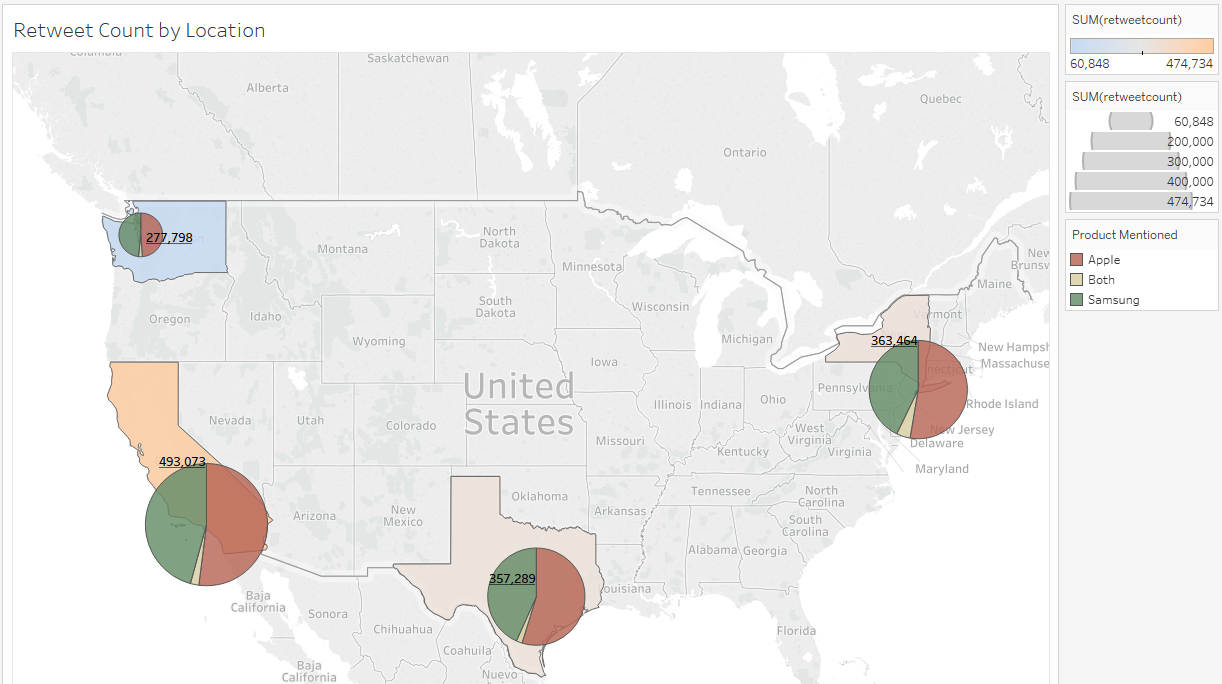 Retweet Count by Location
Columbia
Saskatchewan
Alberta
Quebec
Ontario
277,798
Montana
North
Dakota
Minnesota
New
Brunsw
Maine
Oregon
Idaho
South
Dakota
Wisconsin
Vermont
Wyoming
Michigan
363,464
New Hampsh
Massachuse
Iowa
necticut
United
States
Nevada
Utah
Colorado
Illinois
Indiana
Ohio
Pennsylvania
Rhode Island
Missouri
West
Virginia
New Jersey
Delaware
Kentucky
Virginia
Maryland
493,073
Oklahoma
Tennessee
North
Carolina
Arizona
New
Mexico
Arkansas
South
Carolina
Alabama
Georgia
357,289
ouisiana
Baja
California
Sonora
Chihuahua
Florida
Coahuila
Baja
California
Nuevo
SUM(retweetcount)
60,848
474,734
SUM(retweetcount)
60,848
200,000
300,000
400,000
474,734
Product Mentioned
Apple
Both
Samsung